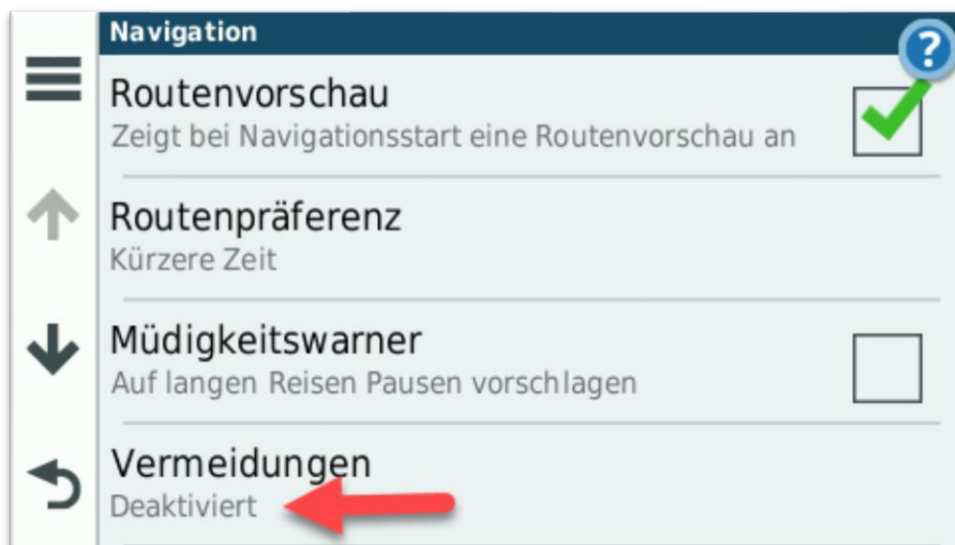 Navigation
?
Routenvorschau
Zeigt bei Navigationsstart eine Routenvorschau an
Routenpräferenz
Kürzere Zeit
Müdigkeitswarner
Auf langen Reisen Pausen vorschlagen
Vermeidungen
Deaktiviert